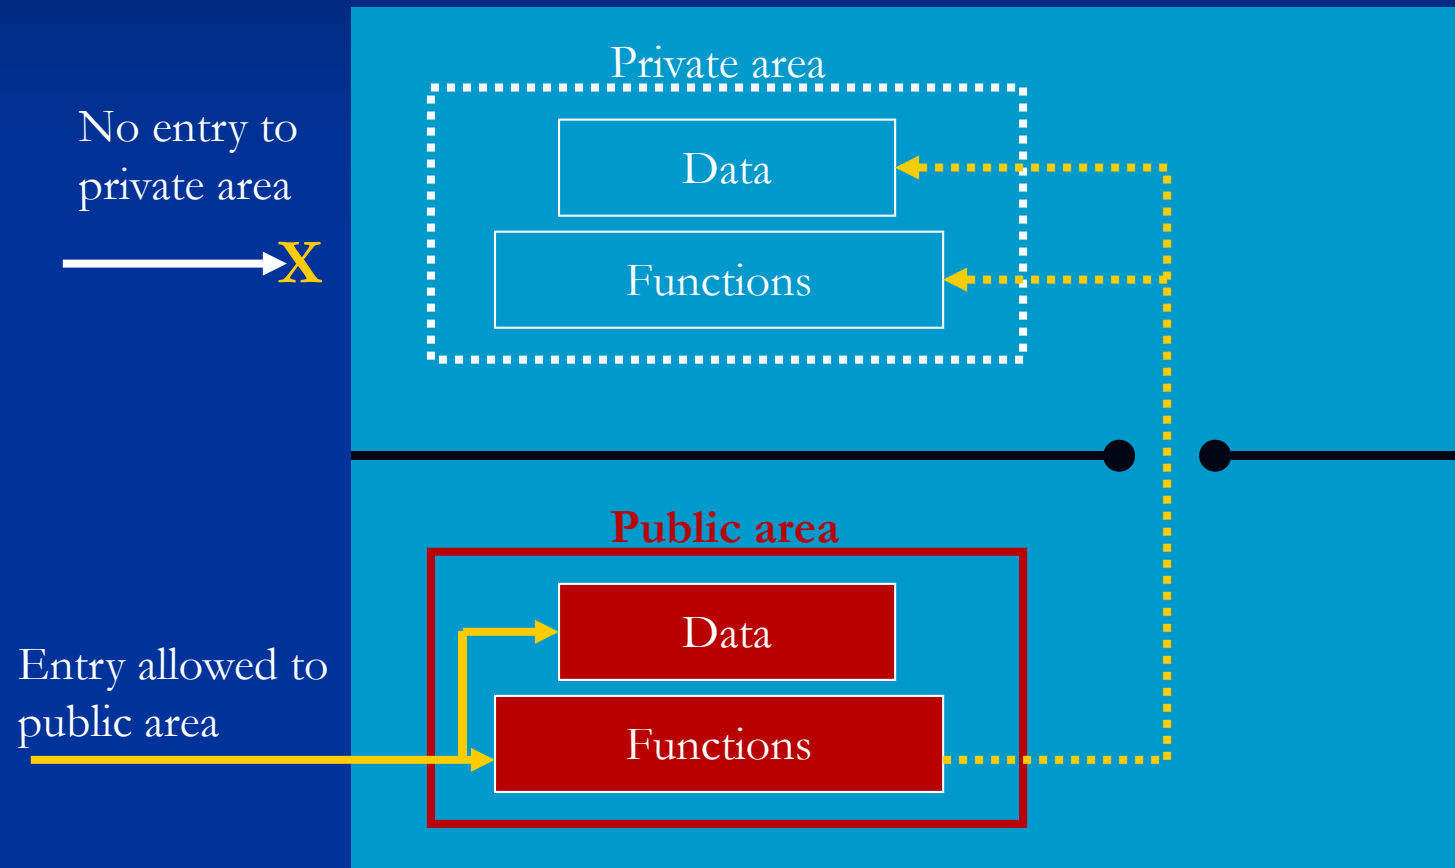 Private area
No entry to
private area
X
Data
Functions
Public area
Entry allowed to
public area
Data
Functions